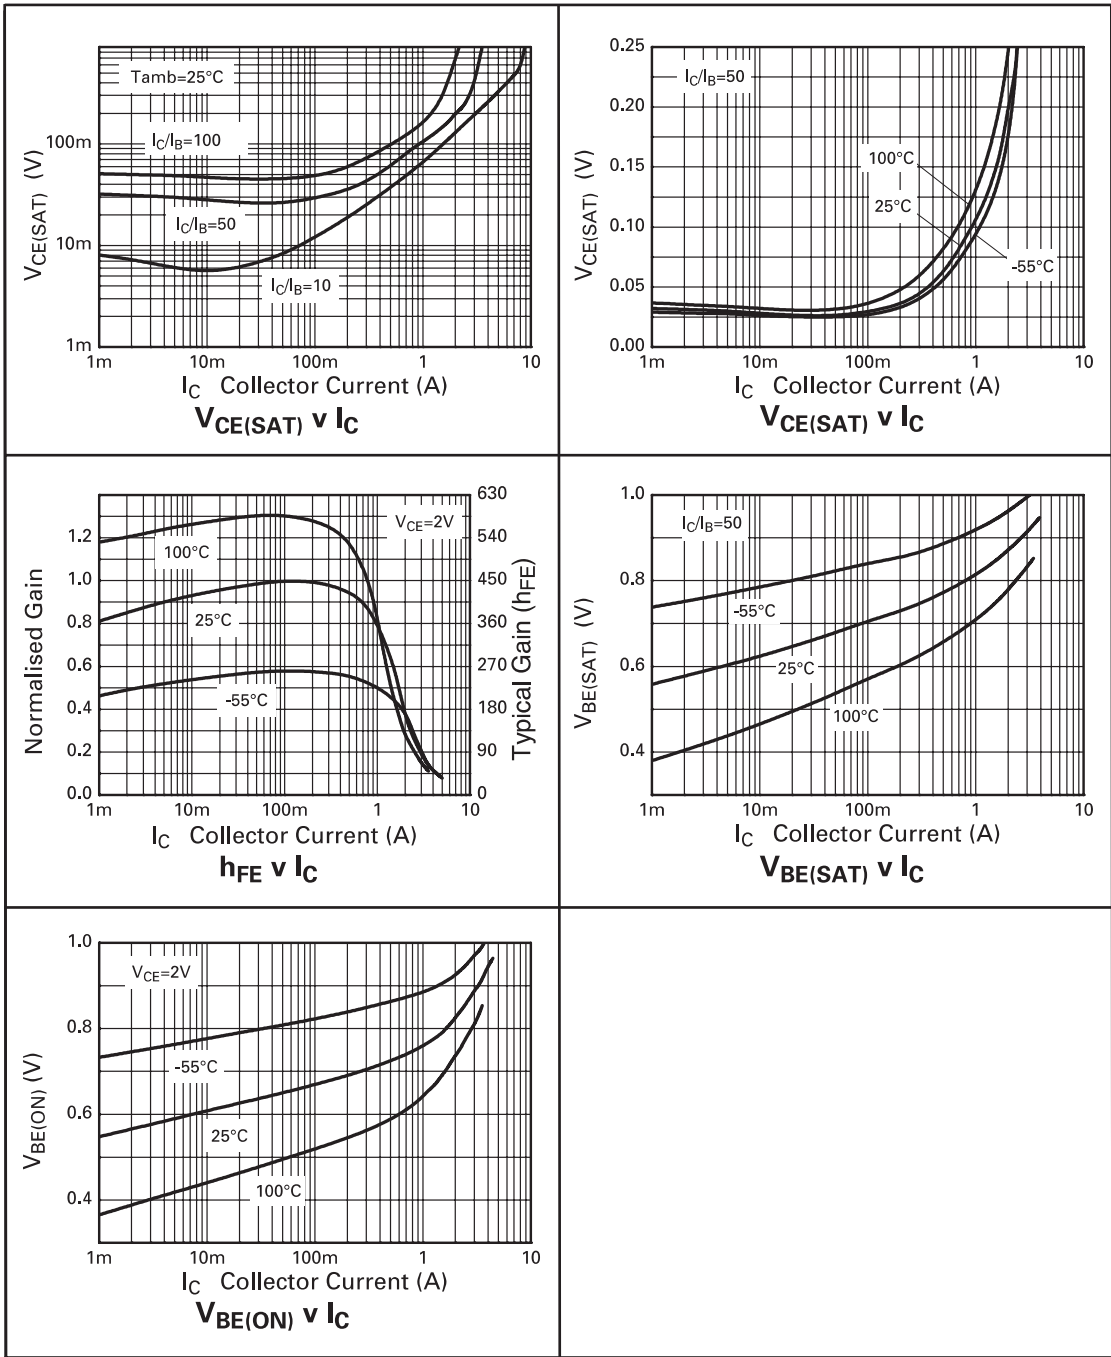 Tamb=25°C
IC/IB=100
IC/IB=50
IC/IB=10
100m
10m
1m
VCE(SAT) (V)
1m 10m 100m 1 10
IC Collector Current (A)
VCE(SAT) v IC
IC/IB=50
100°C
25°C
-55°C
0.25
0.20
0.15
0.10
0.05
0.00
VCE(SAT) (V)
1m 10m 100m 1 10
IC Collector Current (A)
VCE(SAT) v IC
VCE=2V
100°C
25°C
-55°C
1.2
1.0
0.8
0.6
0.4
0.2
0.0
Normalised Gain
630
540
450
360
270
180
90
0
Typical Gain (hFE)
1m 10m 100m 1 10
IC Collector Current (A)
hFE v IC
IC/IB=50
-55°C
25°C
100°C
1.0
0.8
0.6
0.4
VBE(SAT) (V)
1m 10m 100m 1 10
IC Collector Current (A)
VBE(SAT) v IC
VCE=2V
-55°C
25°C
100°C
1.0
0.8
0.6
0.4
VBE(ON) (V)
1m 10m 100m 1 10
IC Collector Current (A)
VBE(ON) v IC